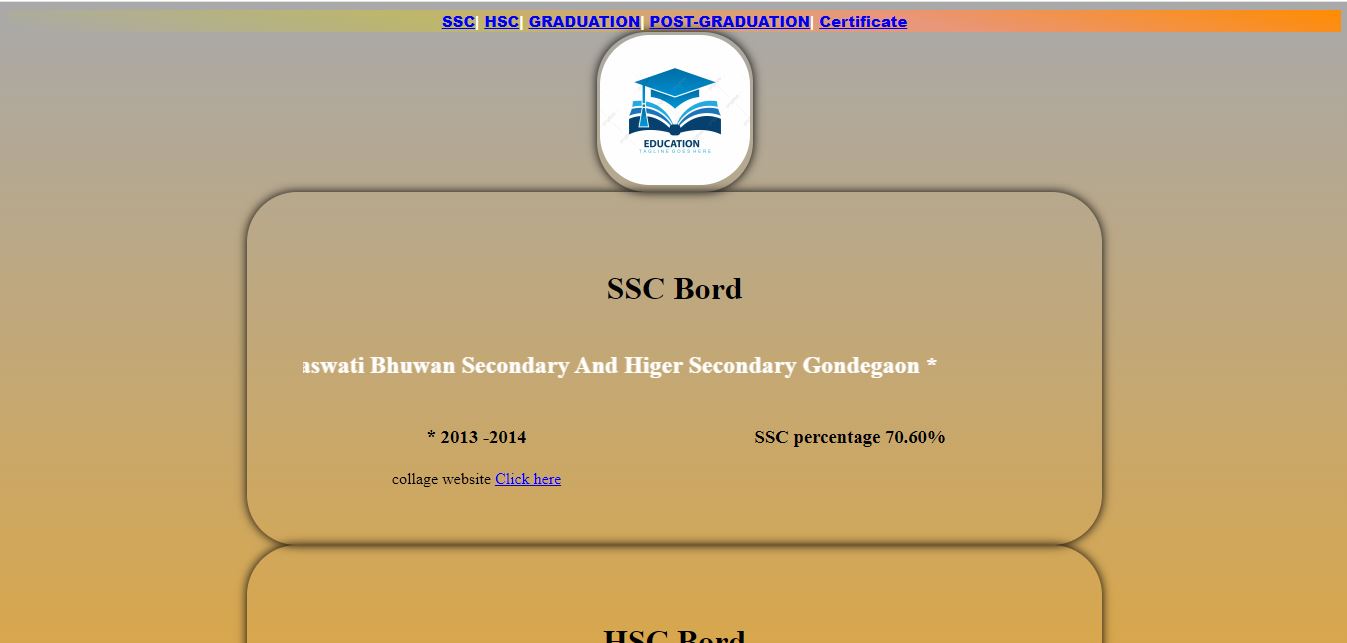 SSC| HSC| GRADUATION| POST-GRADUATION| Certificate
EDUCATION
TAGLINE GOES HERE
SSC Bord
aswati Bhuwan Secondary And Higer Secondary Gondegaon *
* 2013 -2014 SSC percentage 70.60%
collage website Click here
HSC Bord